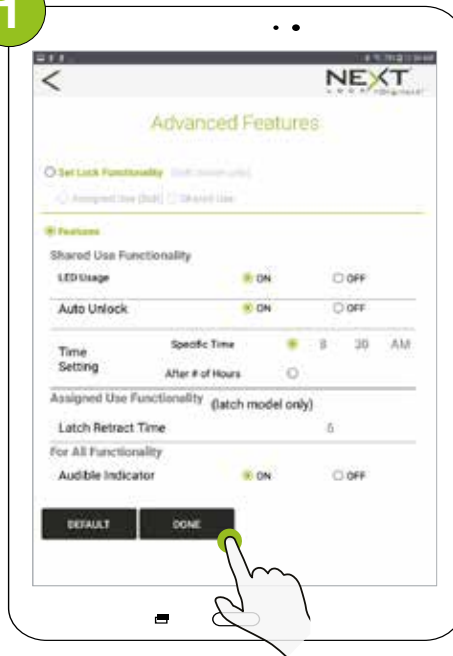 H
NEXT
Advanced Features
Set Lock Functionality
Assigned Use Shared Use
Features
Shared Use Functionality
LED Usage ON OFF
Auto Unlock ON OFF
Time Setting
Specific Time 8 30 AM
After # of Hours
Assigned Use Functionality (latch model only)
Latch Retract Time 6
For All Functionality
Audible Indicator ON OFF
DEFAULT DONE